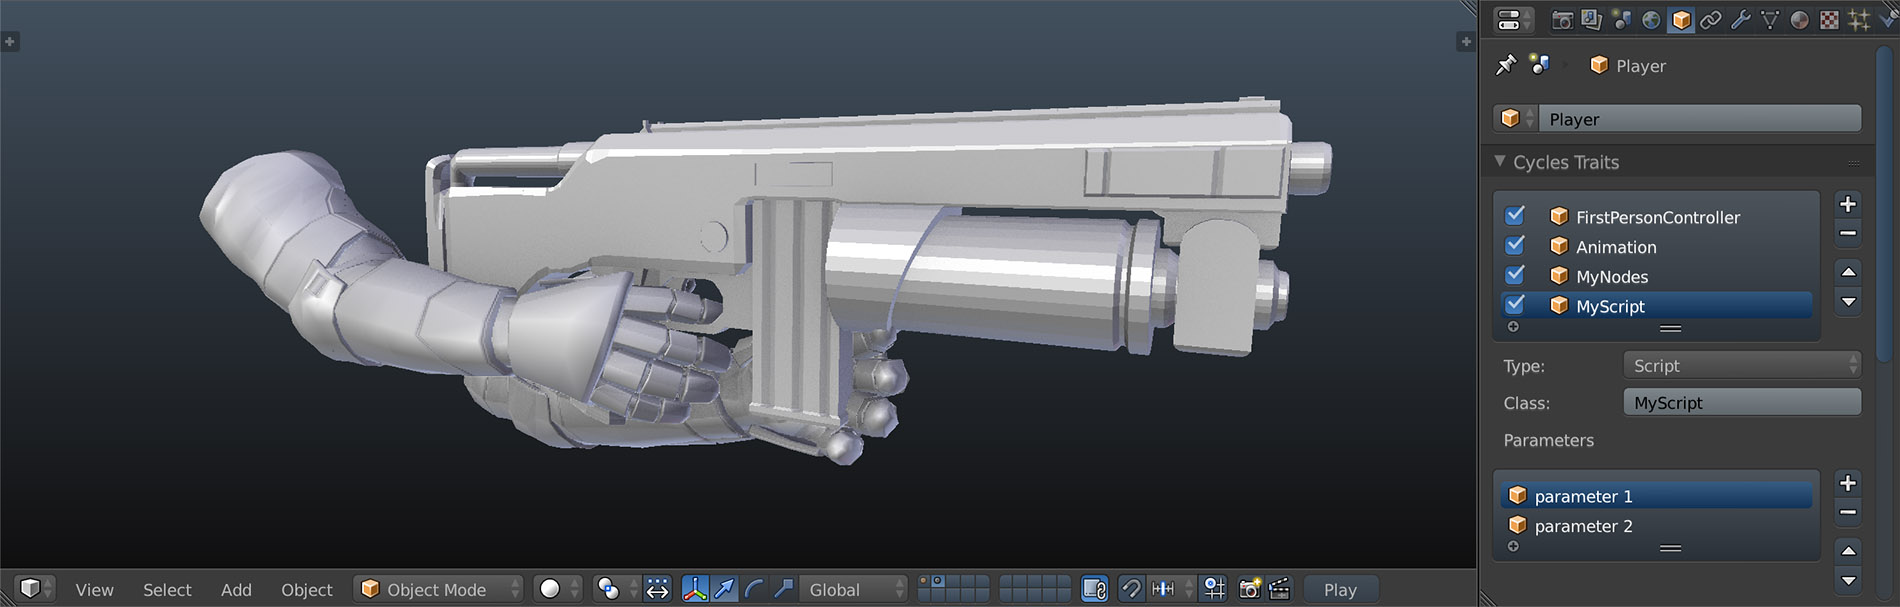 Player
Player
Cycles Traits
FirstPersonController
Animation
MyNodes
MyScript
Type: Script
Class: MyScript
Parameters
parameter 1
parameter 2
View Select Add Object Object Mode Global Play